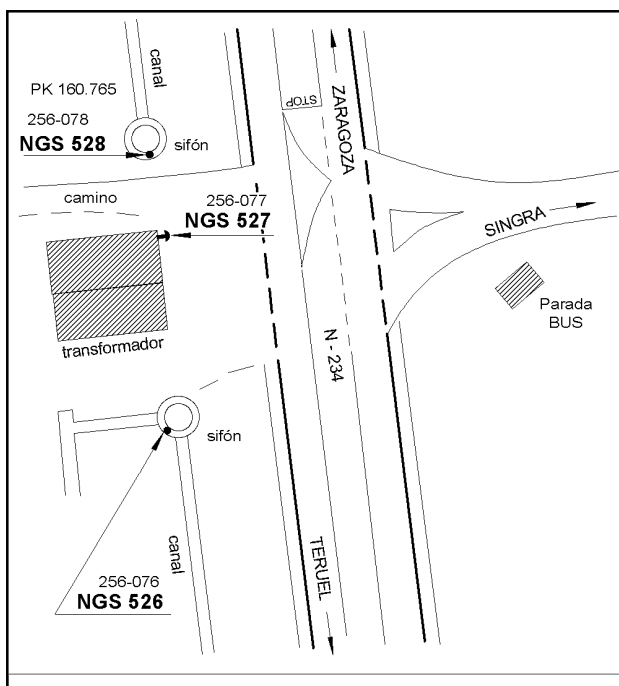 canal
PK 160.765
256-078
NGS 528
sifón
STOP
ZARAGOZA
camino
256-077
NGS 527
SINGRA
Parada
BUS
transformador
N - 234
sifón
canal
TERUEL
256-076
NGS 526